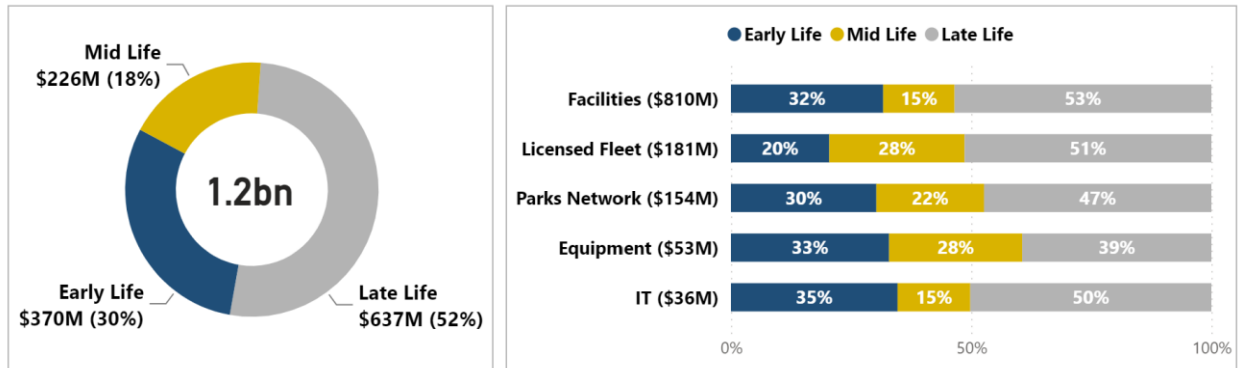 Mid Life
$226M (18%)
1.2bn
Early Life
$370M (30%)
Late Life
$637M (52%)
Early Life Mid Life Late Life
Facilities ($810M) 32% 15% 53%
Licensed Fleet ($181M) 20% 28% 51%
Parks Network ($154M) 30% 22% 47%
Equipment ($53M) 33% 28% 39%
IT ($36M) 35% 15% 50%
0% 50% 100%